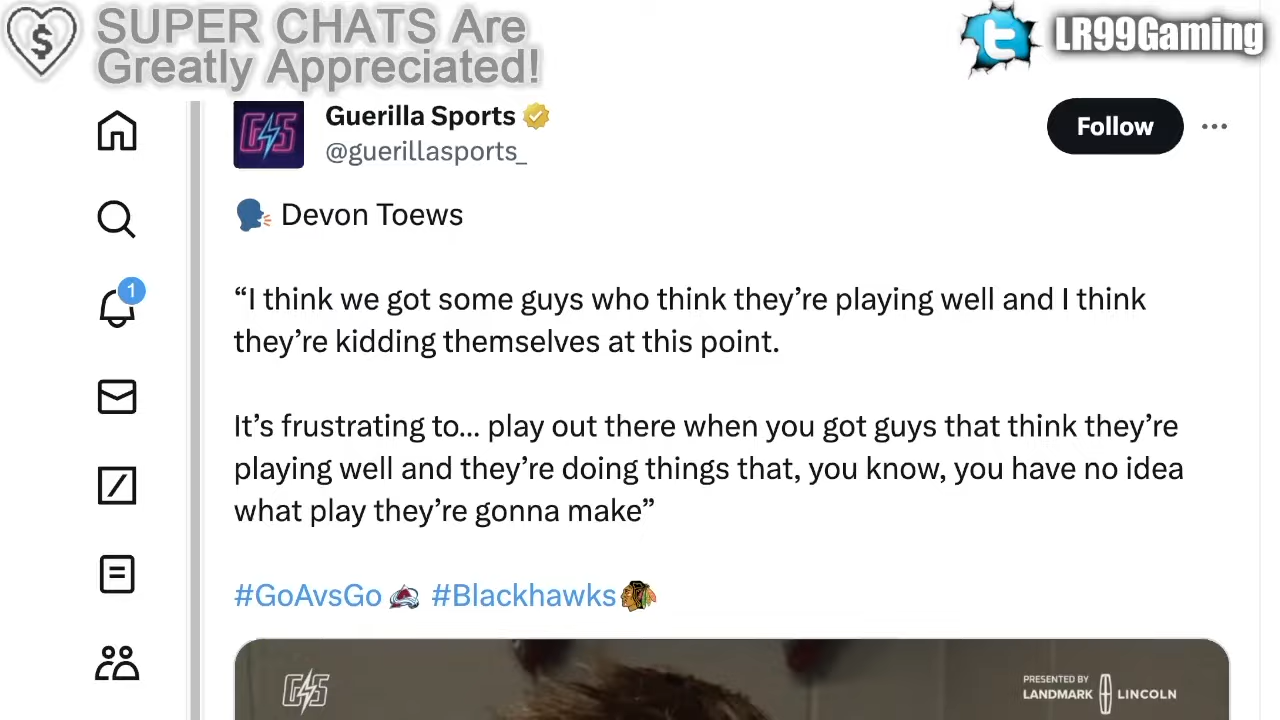 SUPER CHATS Are
Greatly Appreciated!
LR99Gaming
Guerilla Sports
@guerillasports_
Follow
Devon Toews
“I think we got some guys who think they’re playing well and I think
they’re kidding themselves at this point.
It’s frustrating to... play out there when you got guys that think they’re
playing well and they’re doing things that, you know, you have no idea
what play they’re gonna make”
#GoAvsGo #Blackhawks
1
GS
GS
PRESENTED BY
LANDMARK LINCOLN